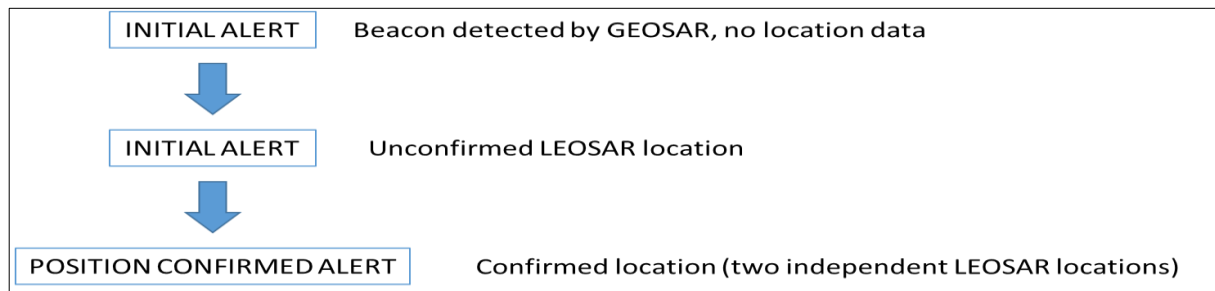 INITIAL ALERT Beacon detected by GEOSAR, no location data
INITIAL ALERT Unconfirmed LEOSAR location
POSITION CONFIRMED ALERT Confirmed location (two independent LEOSAR locations)